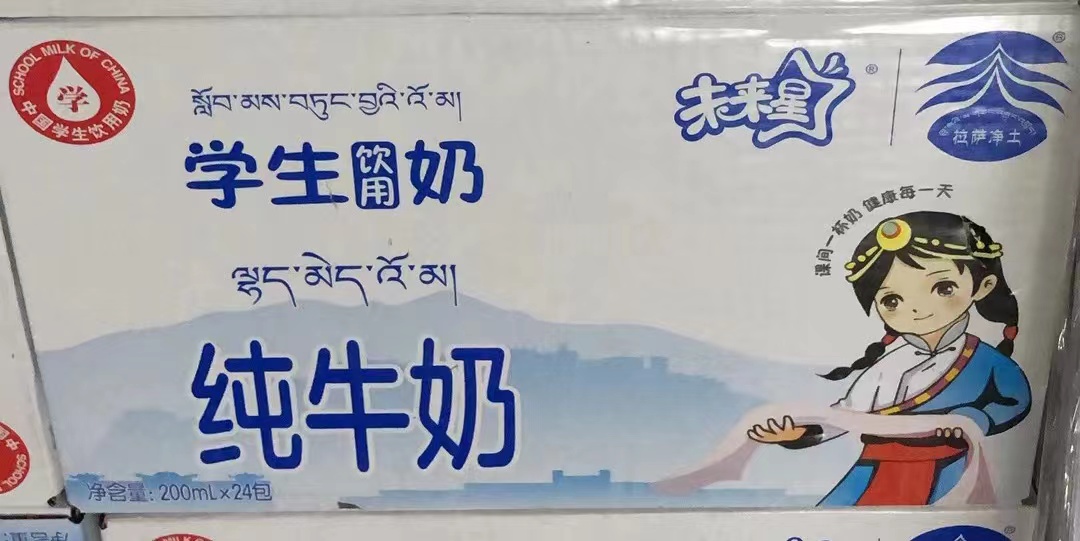 SCHOOL MILK OF CHINA
学
中国学生饮用奶
སློབ་མས་བཏུང་བྱའི་འོ་མ།
学生饮用奶
未来星
®
®
拉萨净土
课间一杯奶 健康每一天
ལྷད་མེད་འོ་མ།
纯牛奶
净含量: 200mL×24包